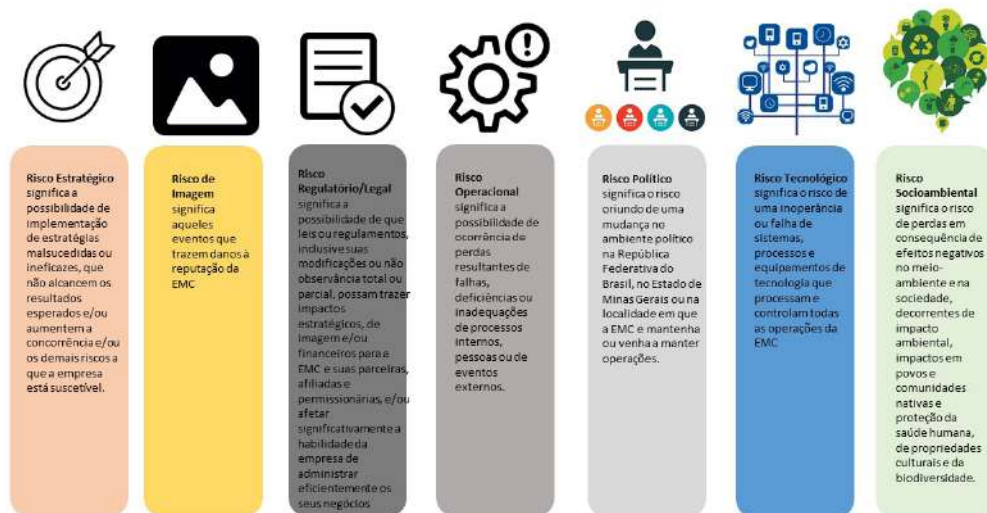 Risco Estratégico
significa a
possibilidade de
implementação
de estratégias
malsucedidas ou
ineficazes, que
não alcancem os
resultados
esperados e/ou
aumentem a
concorrência e/ou
os demais riscos a
que a empresa
está suscetível.
Risco de
Imagem
significa
aqueles
eventos que
trazem danos à
reputação da
EMC
Risco
Regulatório/Legal
significa a
possibilidade de que
leis ou regulamentos,
inclusive suas
modificações ou não
observância total ou
parcial, possam trazer
impactos
estratégicos, de
imagem e/ou
financeiros para a
EMC e suas parceiras,
afiliadas e
permissionárias, e/ou
afetar
significativamente a
habilidade da
empresa de
administrar
eficientemente os
seus negócios
Risco
Operacional
significa a
possibilidade de
ocorrência de
perdas
resultantes de
falhas,
deficiências ou
inadequações
de processos
internos,
pessoas ou de
eventos
externos.
Risco Político
significa o risco
oriundo de uma
mudança no
ambiente político
na República
Federativa do
Brasil, no Estado de
Minas Gerais ou na
localidade em que
a EMC e mantenha
ou venha a manter
operações.
Risco Tecnológico
significa o risco de
uma inoperância
ou falha de
sistemas,
processos e
equipamentos de
tecnologia que
processam e
controlam todas
as operações da
EMC
Risco
Socioambiental
significa o risco
de perdas em
consequência de
efeitos negativos
no meio-
ambiente e na
sociedade,
decorrentes de
impacto
ambiental,
impactos em
povos e
comunidades
nativas e
proteção da
saúde humana,
de propriedades
culturais e da
biodiversidade.